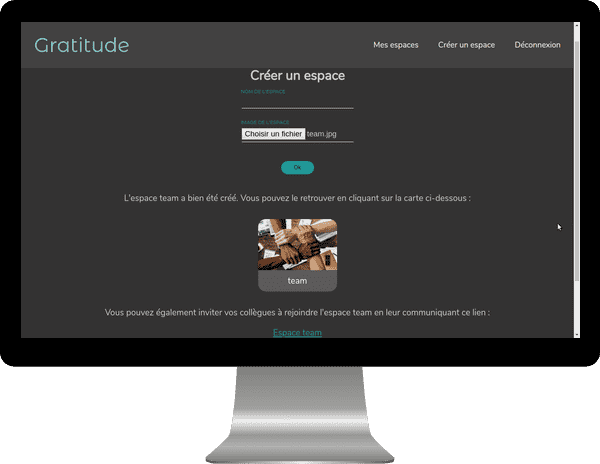 Gratitude
Mes espaces
Créer un espace
Déconnexion
Créer un espace
NOM DE L'ESPACE
IMAGE DE L'ESPACE
Choisir un fichier team.jpg
Ok
L'espace team a bien été créé. Vous pouvez le retrouver en cliquant sur la carte ci-dessous :
team
Vous pouvez également inviter vos collègues à rejoindre l'espace team en leur communiquant ce lien :
Espace team